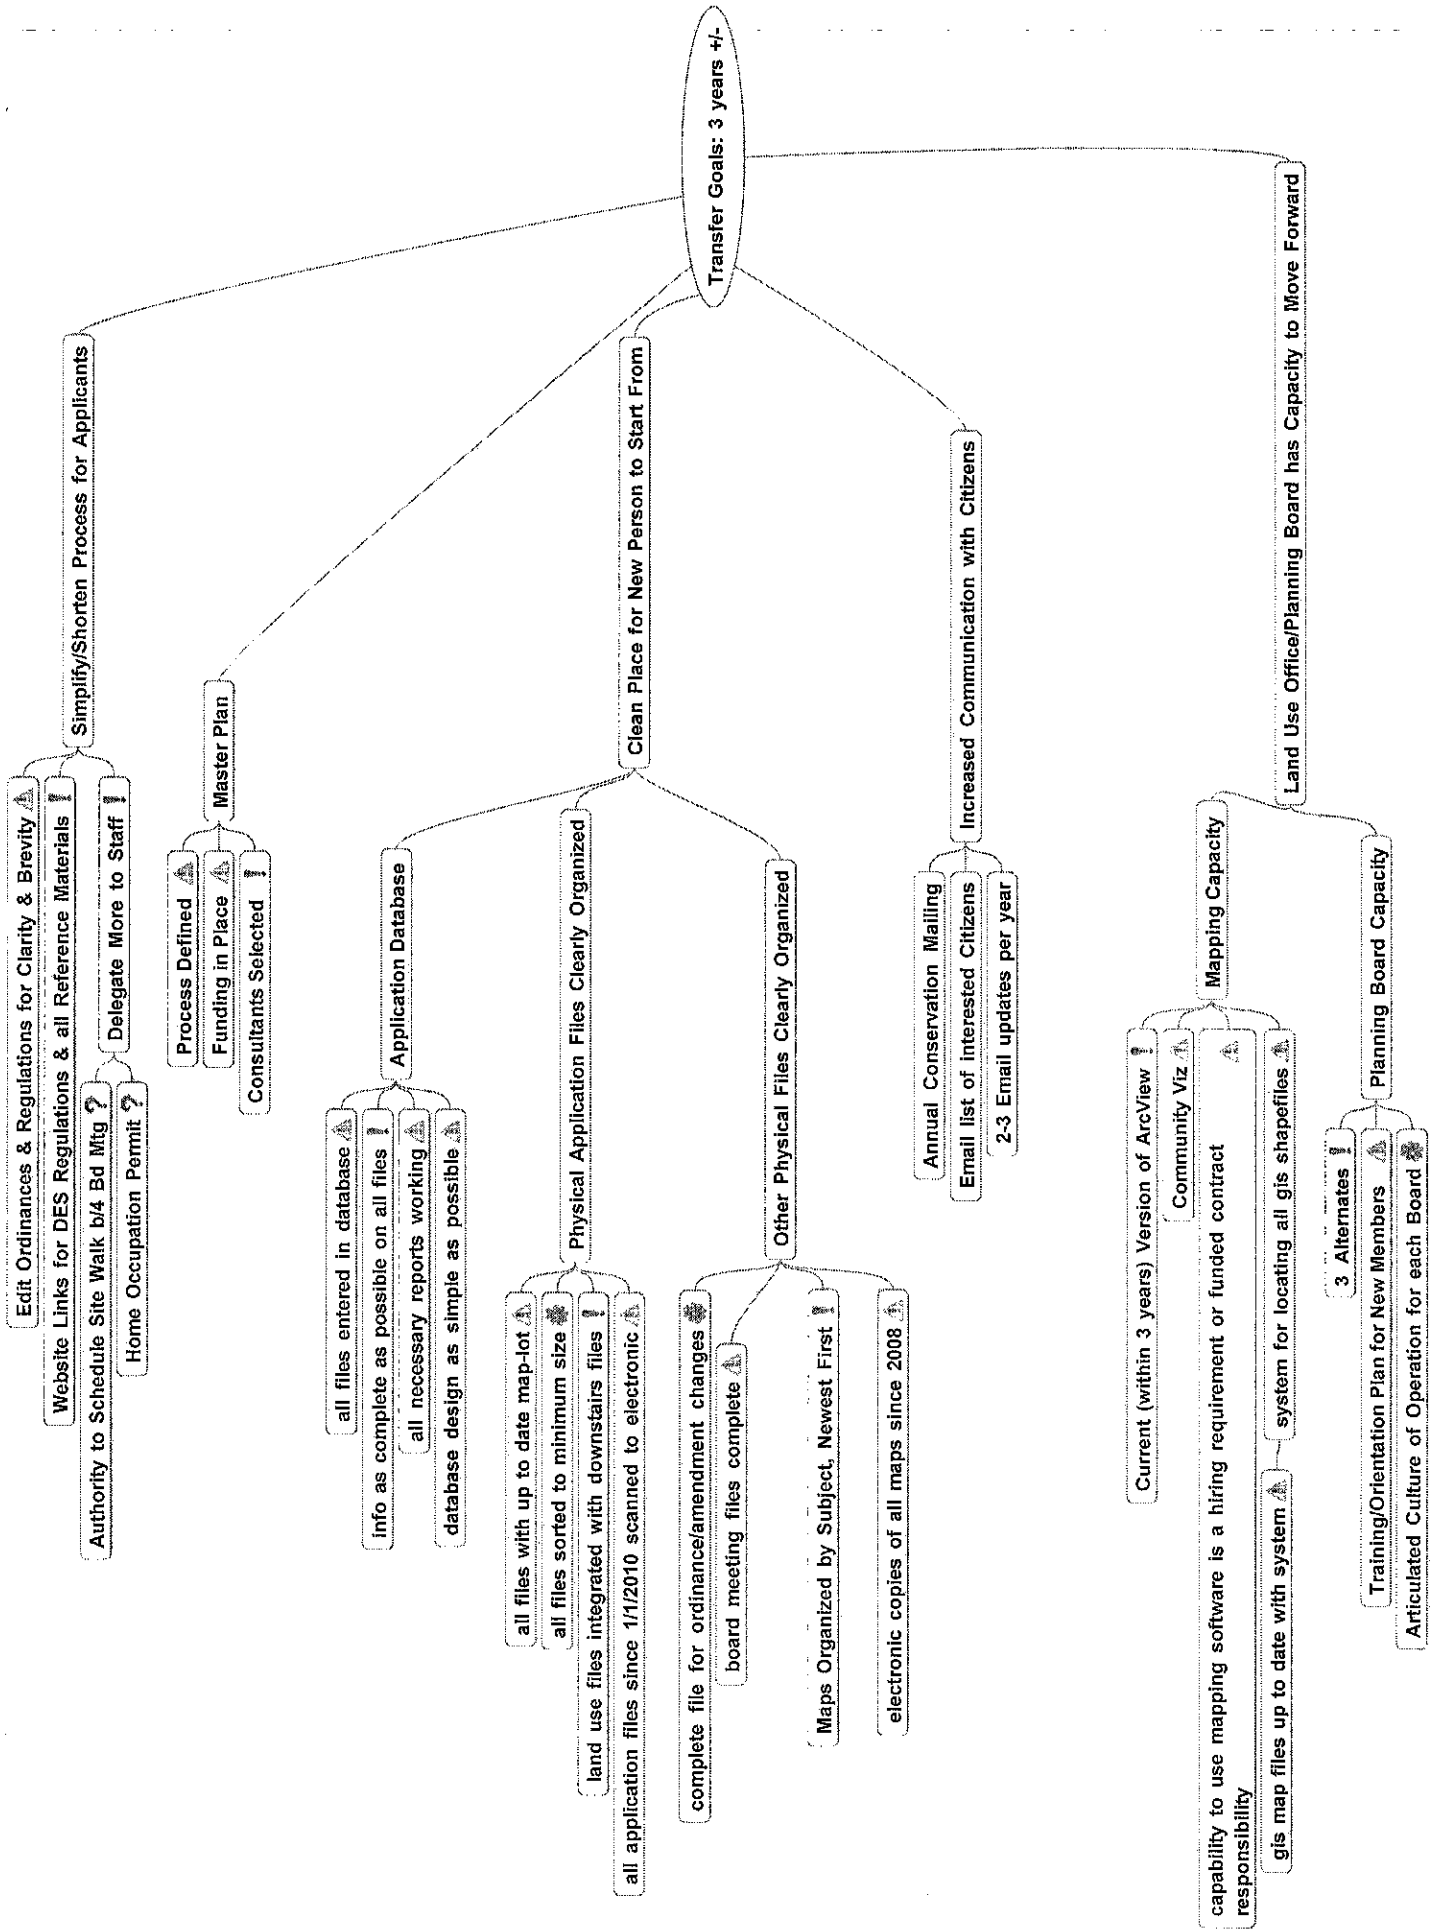 Transfer Goals: 3 years +/-
Simplify/Shorten Process for Applicants
Edit Ordinances & Regulations for Clarity & Brevity
Website Links for DES Regulations & all Reference Materials !
Delegate More to Staff !
Authority to Schedule Site Walk b/4 Bd Mtg ?
Home Occupation Permit ?
Master Plan
Process Defined
Funding in Place
Consultants Selected !
Clean Place for New Person to Start From
Application Database
all files entered in database
info as complete as possible on all files !
all necessary reports working
database design as simple as possible
Physical Application Files Clearly Organized
all files with up to date map-lot
all files sorted to minimum size
land use files integrated with downstairs files !
all application files since 1/1/2010 scanned to electronic
Other Physical Files Clearly Organized
complete file for ordinance/amendment changes
board meeting files complete
Maps Organized by Subject, Newest First !
electronic copies of all maps since 2008
Increased Communication with Citizens
Annual Conservation Mailing
Email list of interested Citizens
2-3 Email updates per year
Land Use Office/Planning Board has Capacity to Move Forward
Mapping Capacity
Current (within 3 years) Version of ArcView !
Community Viz
capability to use mapping software is a hiring requirement or funded contract
responsibility
system for locating all gis shapefiles
gis map files up to date with system
Planning Board Capacity
3 Alternates !
Training/Orientation Plan for New Members
Articulated Culture of Operation for each Board